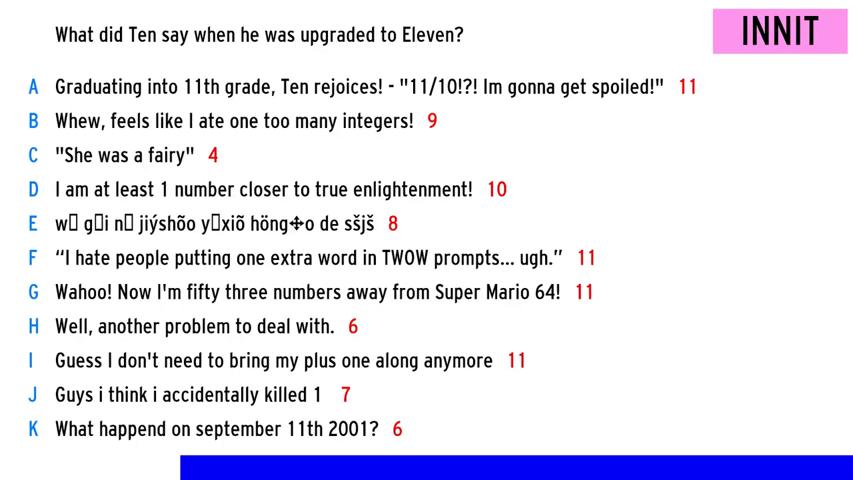 What did Ten say when he was upgraded to Eleven?
INNIT
A Graduating into 11th grade, Ten rejoices! - "11/10!?! Im gonna get spoiled!" 11
B Whew, feels like I ate one too many integers! 9
C "She was a fairy" 4
D I am at least 1 number closer to true enlightenment! 10
E w▯ g▯i n▯ jiýshõo y▯xiõ höng✢o de sšjš 8
F “I hate people putting one extra word in TWOW prompts... ugh.” 11
G Wahoo! Now I'm fifty three numbers away from Super Mario 64! 11
H Well, another problem to deal with. 6
I Guess I don't need to bring my plus one along anymore 11
J Guys i think i accidentally killed 1 7
K What happend on september 11th 2001? 6